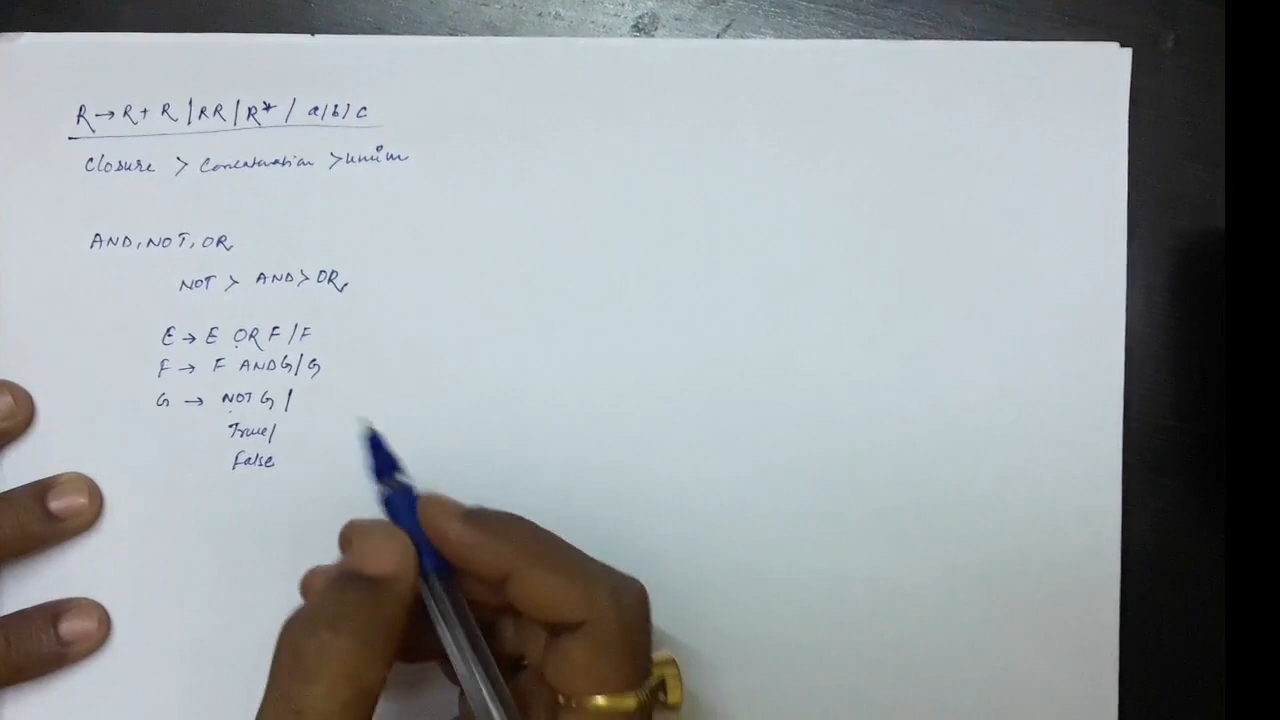 R → R + R | RR | R* / a/b/c
Closure > Concatenation > union
AND, NOT, OR,
NOT > AND > OR,
E → E OR F / F
F → F AND G / G
G → NOT G /
True /
False